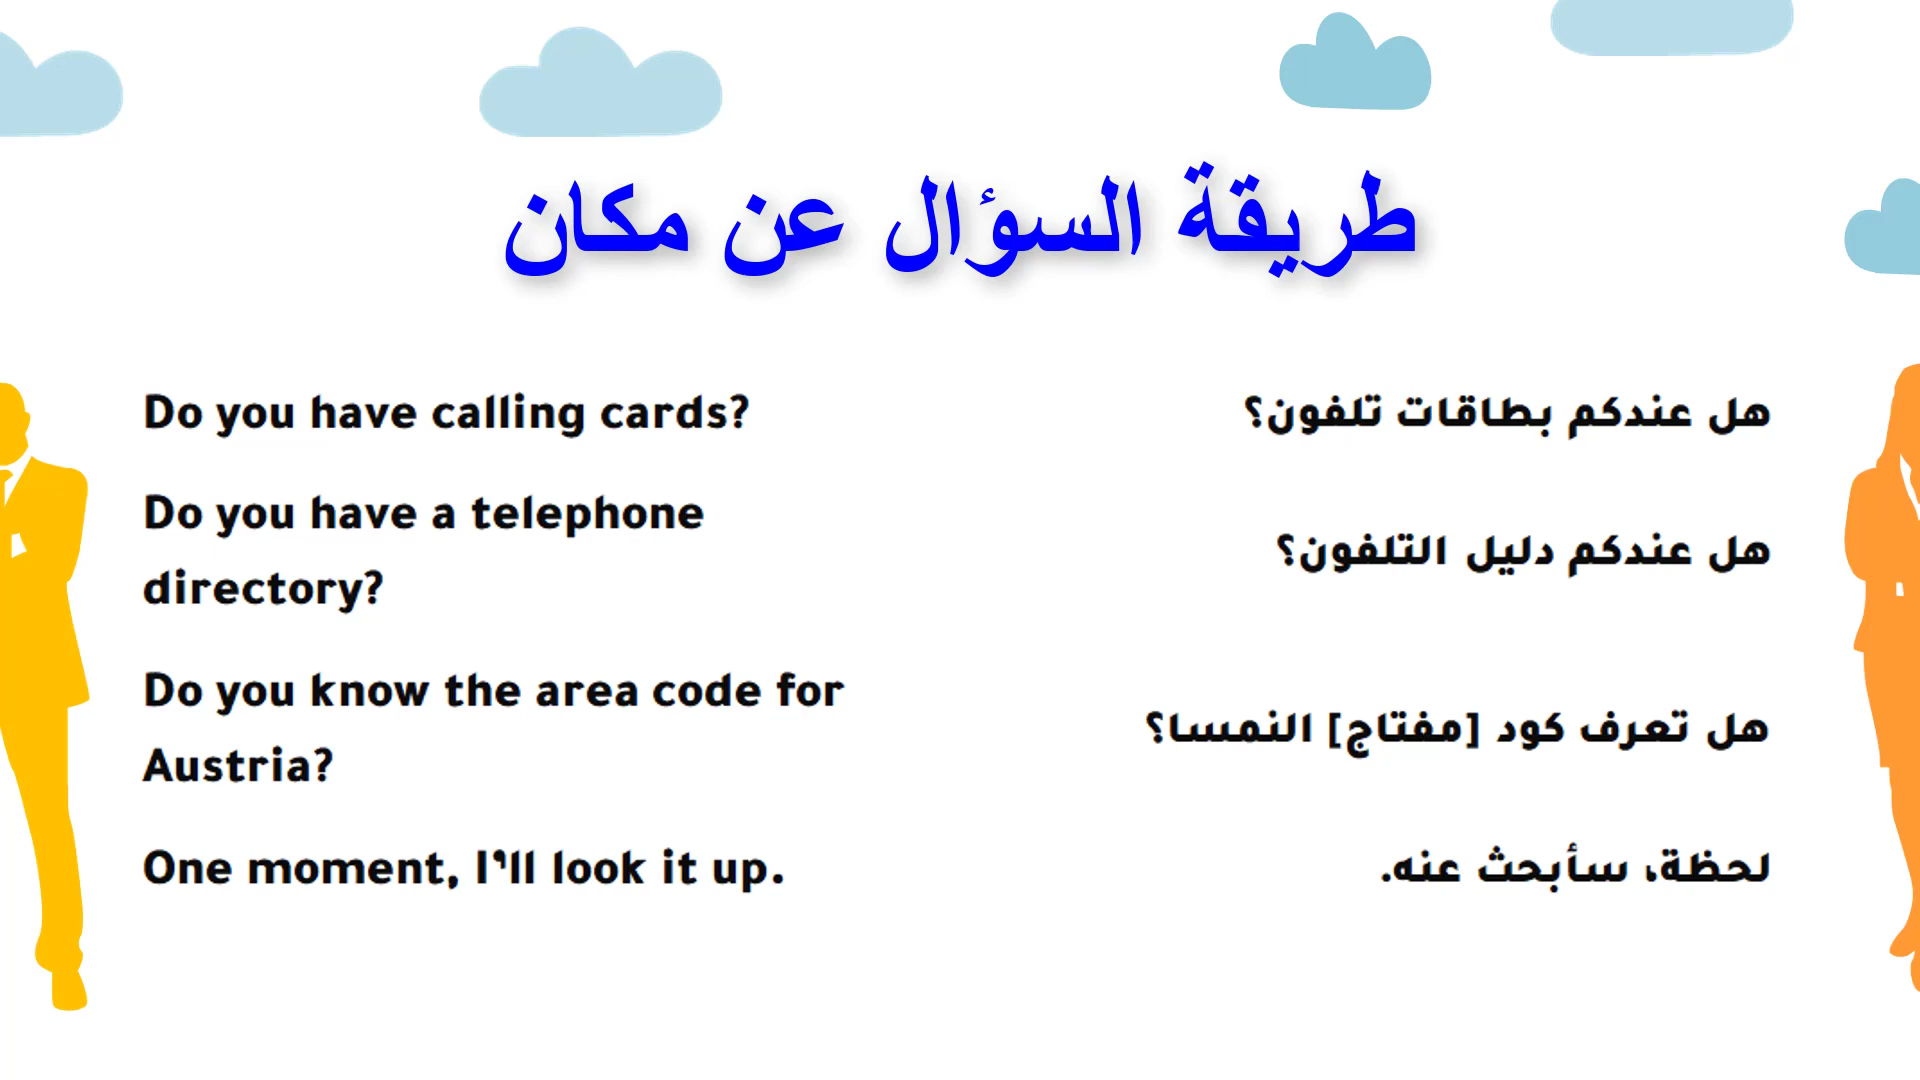 طريقة السؤال عن مكان
Do you have calling cards?
هل عندكم بطاقات تلفون؟
Do you have a telephone
directory?
هل عندكم دليل التلفون؟
Do you know the area code for
Austria?
هل تعرف كود [مفتاح] النمسا؟
One moment, I'll look it up.
لحظة، سأبحث عنه.